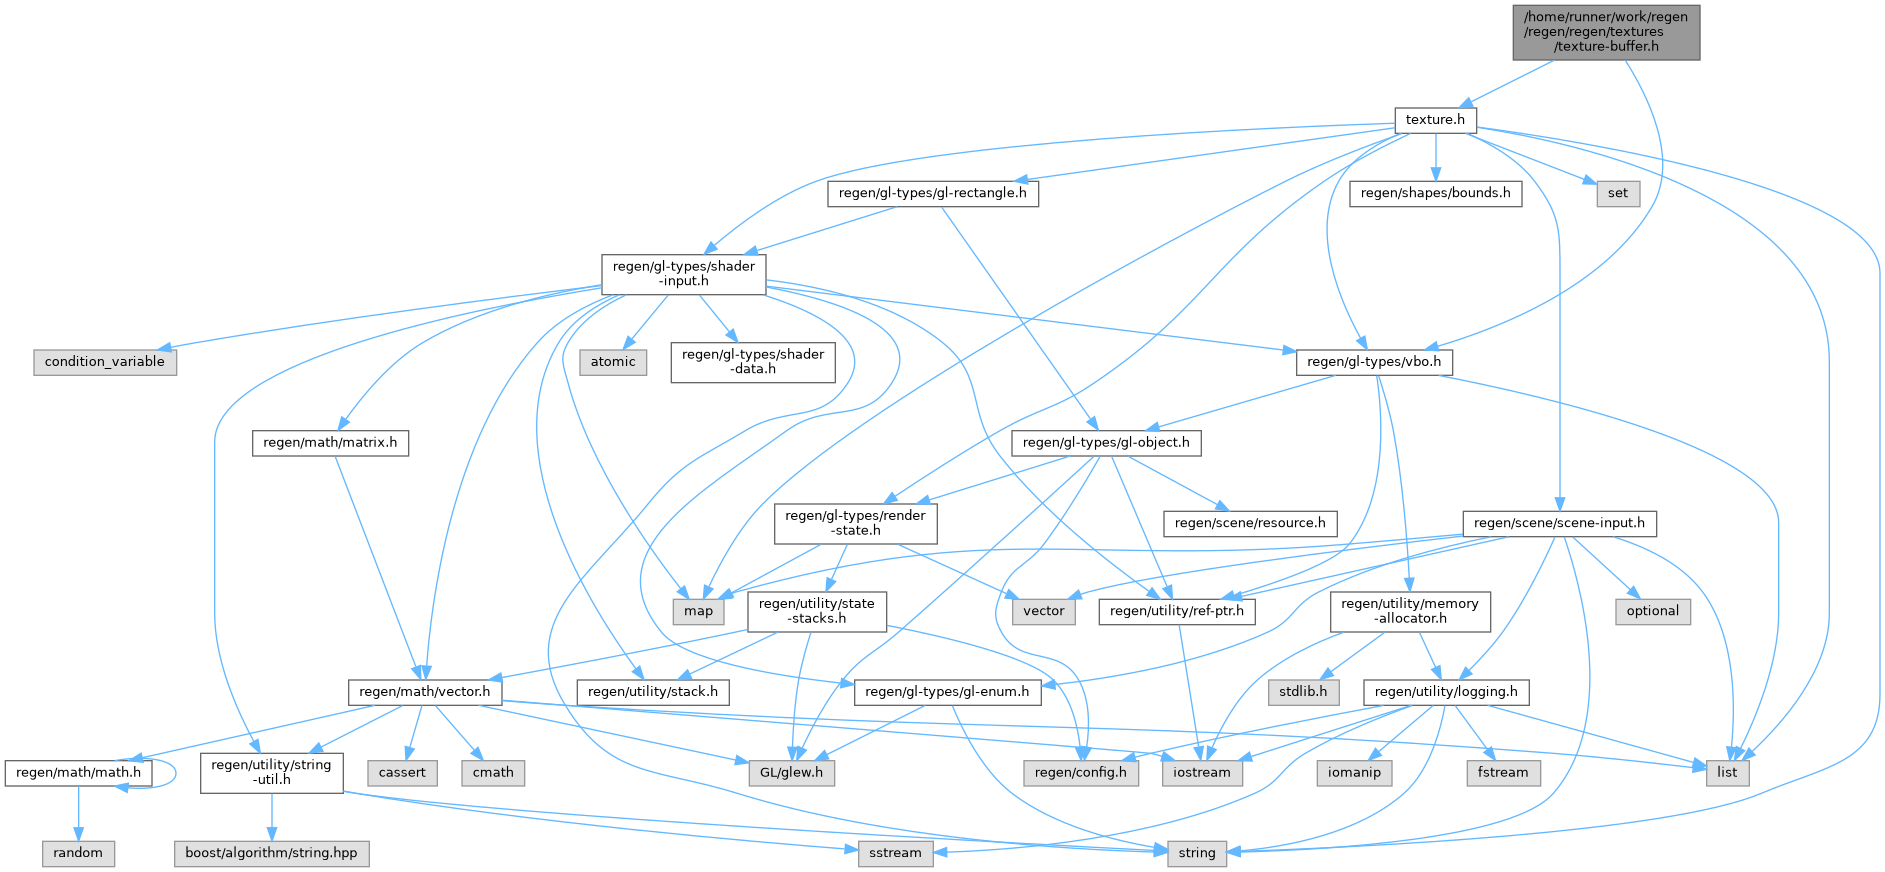 /home/runner/work/regen
/regen/regen/textures
/texture-buffer.h
texture.h
regen/gl-types/gl-rectangle.h
regen/shapes/bounds.h
set
regen/gl-types/shader
-input.h
condition_variable
atomic
regen/gl-types/shader
-data.h
regen/gl-types/vbo.h
regen/math/matrix.h
regen/gl-types/gl-object.h
regen/gl-types/render
-state.h
regen/scene/resource.h
regen/scene/scene-input.h
map
regen/utility/state
-stacks.h
vector
regen/utility/ref-ptr.h
regen/utility/memory
-allocator.h
optional
regen/math/vector.h
regen/utility/stack.h
regen/gl-types/gl-enum.h
stdlib.h
regen/utility/logging.h
regen/math/math.h
regen/utility/string
-util.h
cassert
cmath
GL/glew.h
regen/config.h
iostream
iomanip
fstream
list
random
boost/algorithm/string.hpp
sstream
string